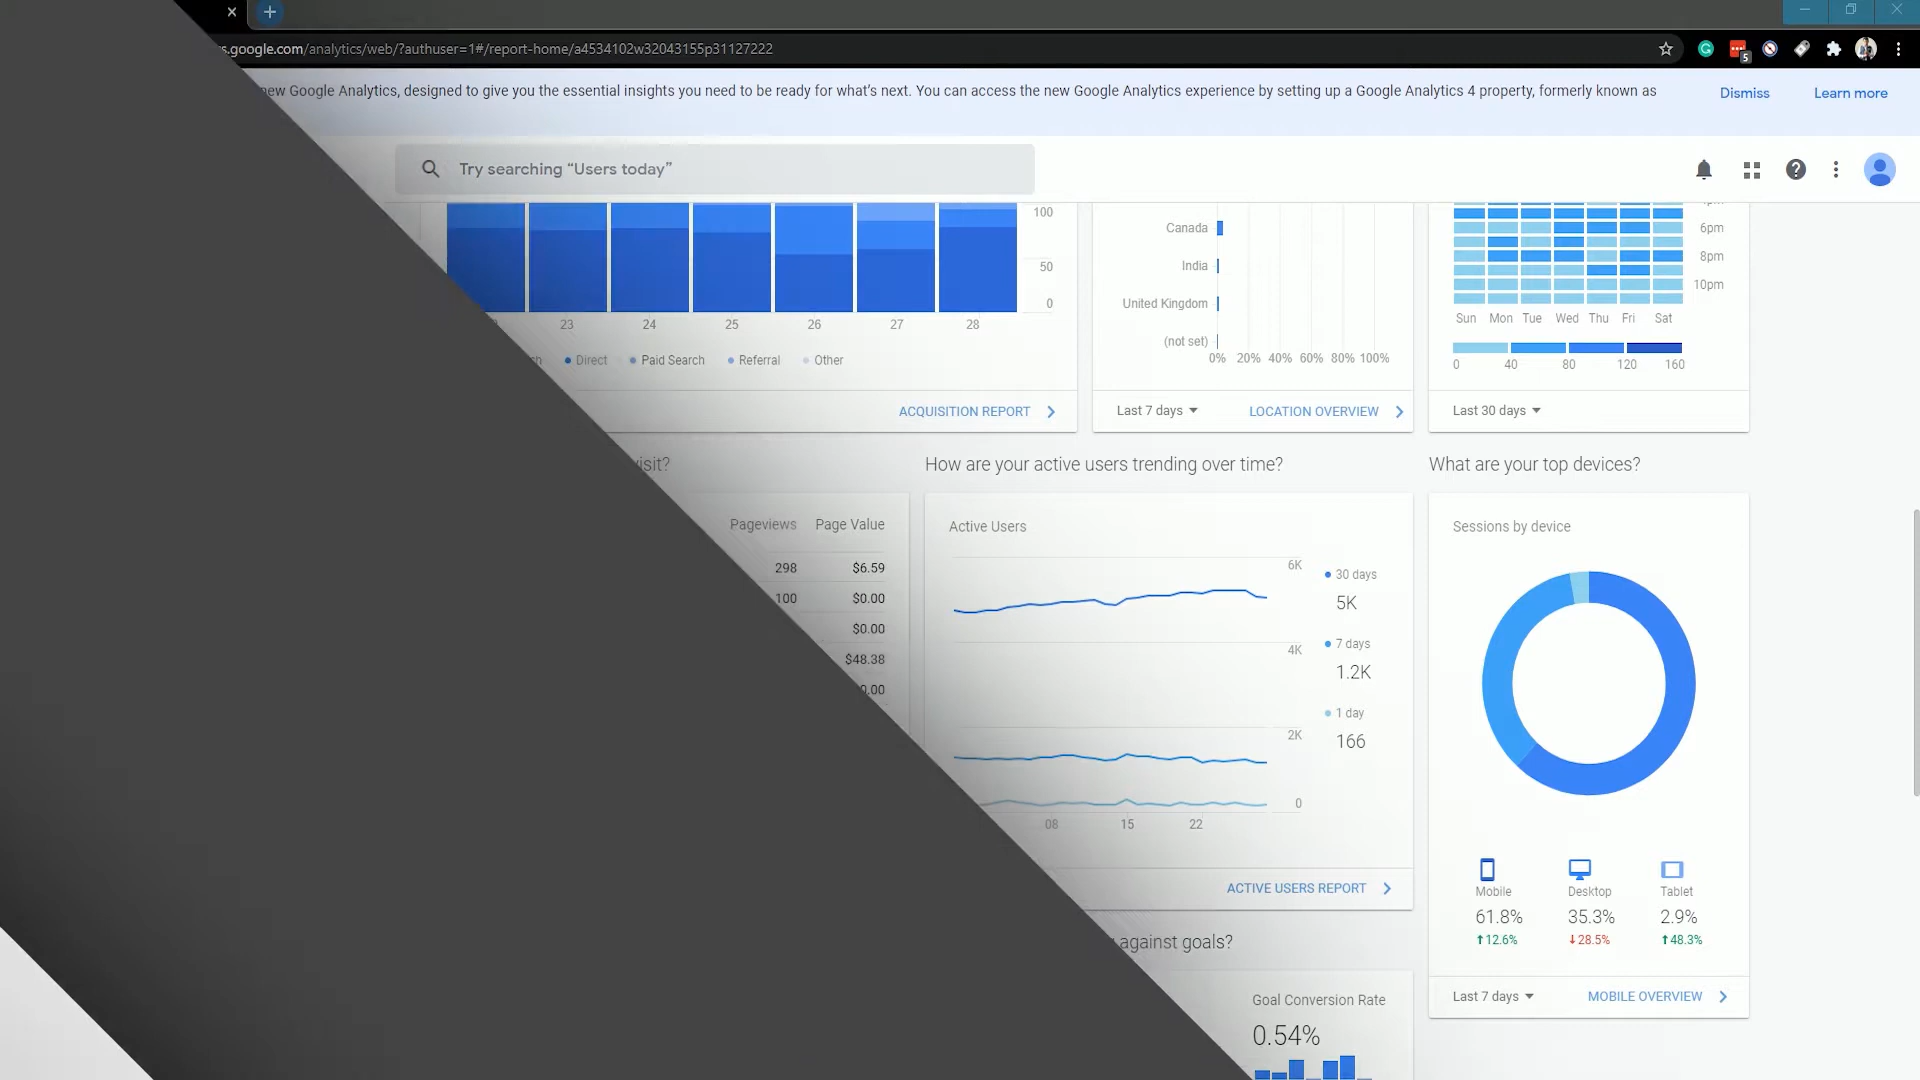 s.google.com/analytics/web/?authuser=1#/report-home/a4534102w32043155p31127222
5
new Google Analytics, designed to give you the essential insights you need to be ready for what's next. You can access the new Google Analytics experience by setting up a Google Analytics 4 property, formerly known as
Dismiss
Learn more
Try searching “Users today”
100
50
0
23 24 25 26 27 28
Direct Paid Search Referral Other
ACQUISITION REPORT
Canada
India
United Kingdom
(not set)
0% 20% 40% 60% 80% 100%
Last 7 days
LOCATION OVERVIEW
6pm
8pm
10pm
Sun Mon Tue Wed Thu Fri Sat
0 40 80 120 160
Last 30 days
visit?
Pageviews Page Value
298 $6.59
100 $0.00
$0.00
$48.38
0.00
How are your active users trending over time?
Active Users
6K
4K
2K
0
08 15 22
30 days
5K
7 days
1.2K
1 day
166
ACTIVE USERS REPORT
What are your top devices?
Sessions by device
Mobile Desktop Tablet
61.8% 35.3% 2.9%
12.6% 28.5% 48.3%
Last 7 days
MOBILE OVERVIEW
against goals?
Goal Conversion Rate
0.54%